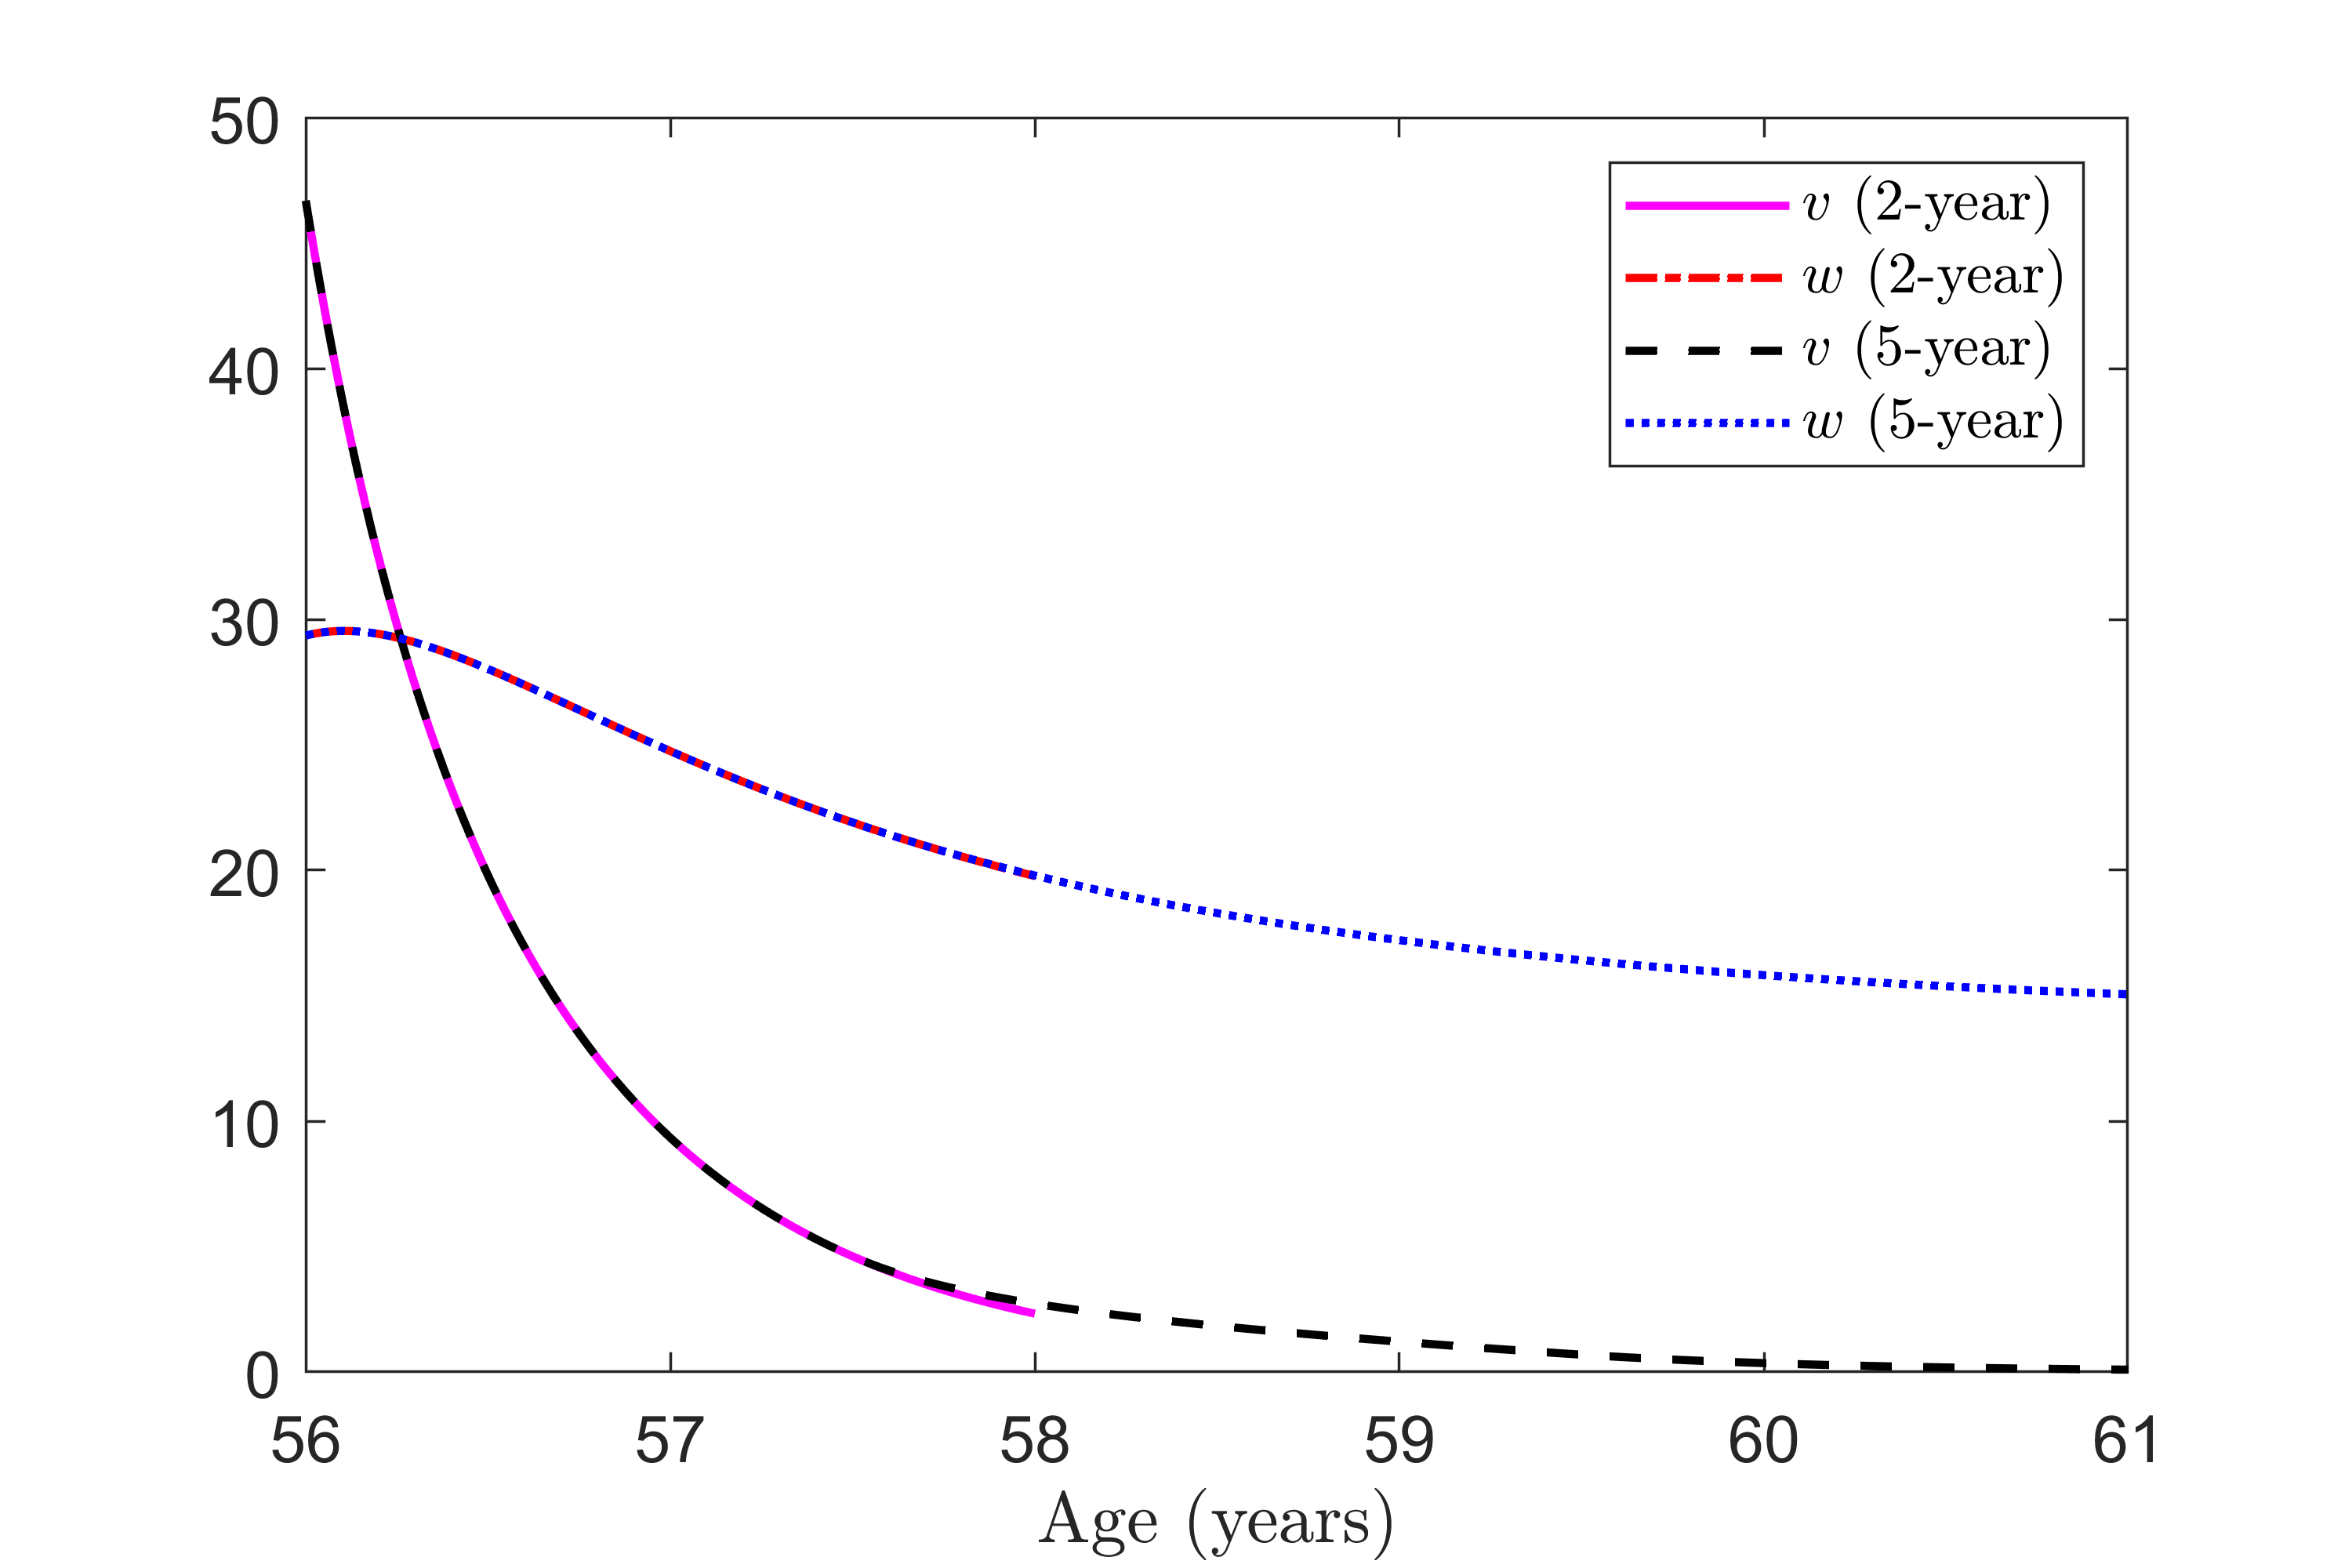 50
40
30
20
10
0
v (2-year)
w (2-year)
v (5-year)
w (5-year)
56 57 58 59 60 61
Age (years)